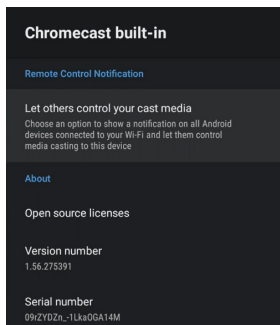 Chromecast built-in
Remote Control Notification
Let others control your cast media
Choose an option to show a notification on all Android
devices connected to your Wi-Fi and let them control
media casting to this device
About
Open source licenses
Version number
1.56.275391
Serial number
09rZYDZn_-1LkaOGA14M